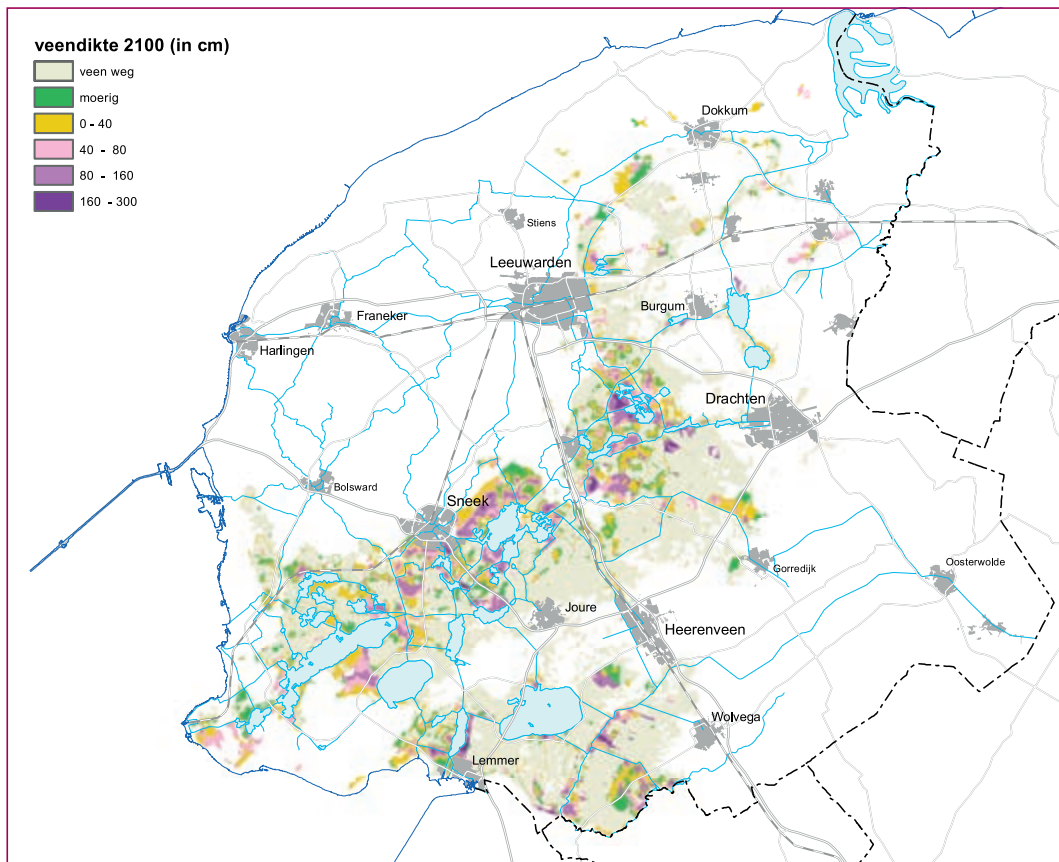 veendikte 2100 (in cm)
veen weg
moerig
0 - 40
40 - 80
80 - 160
160 - 300
Dokkum
Stiens
Leeuwarden
Burgum
Franeker
Harlingen
Drachten
Bolsward
Sneek
Gorredijk
Oosterwolde
Joure
Heerenveen
Wolvega
Lemmer